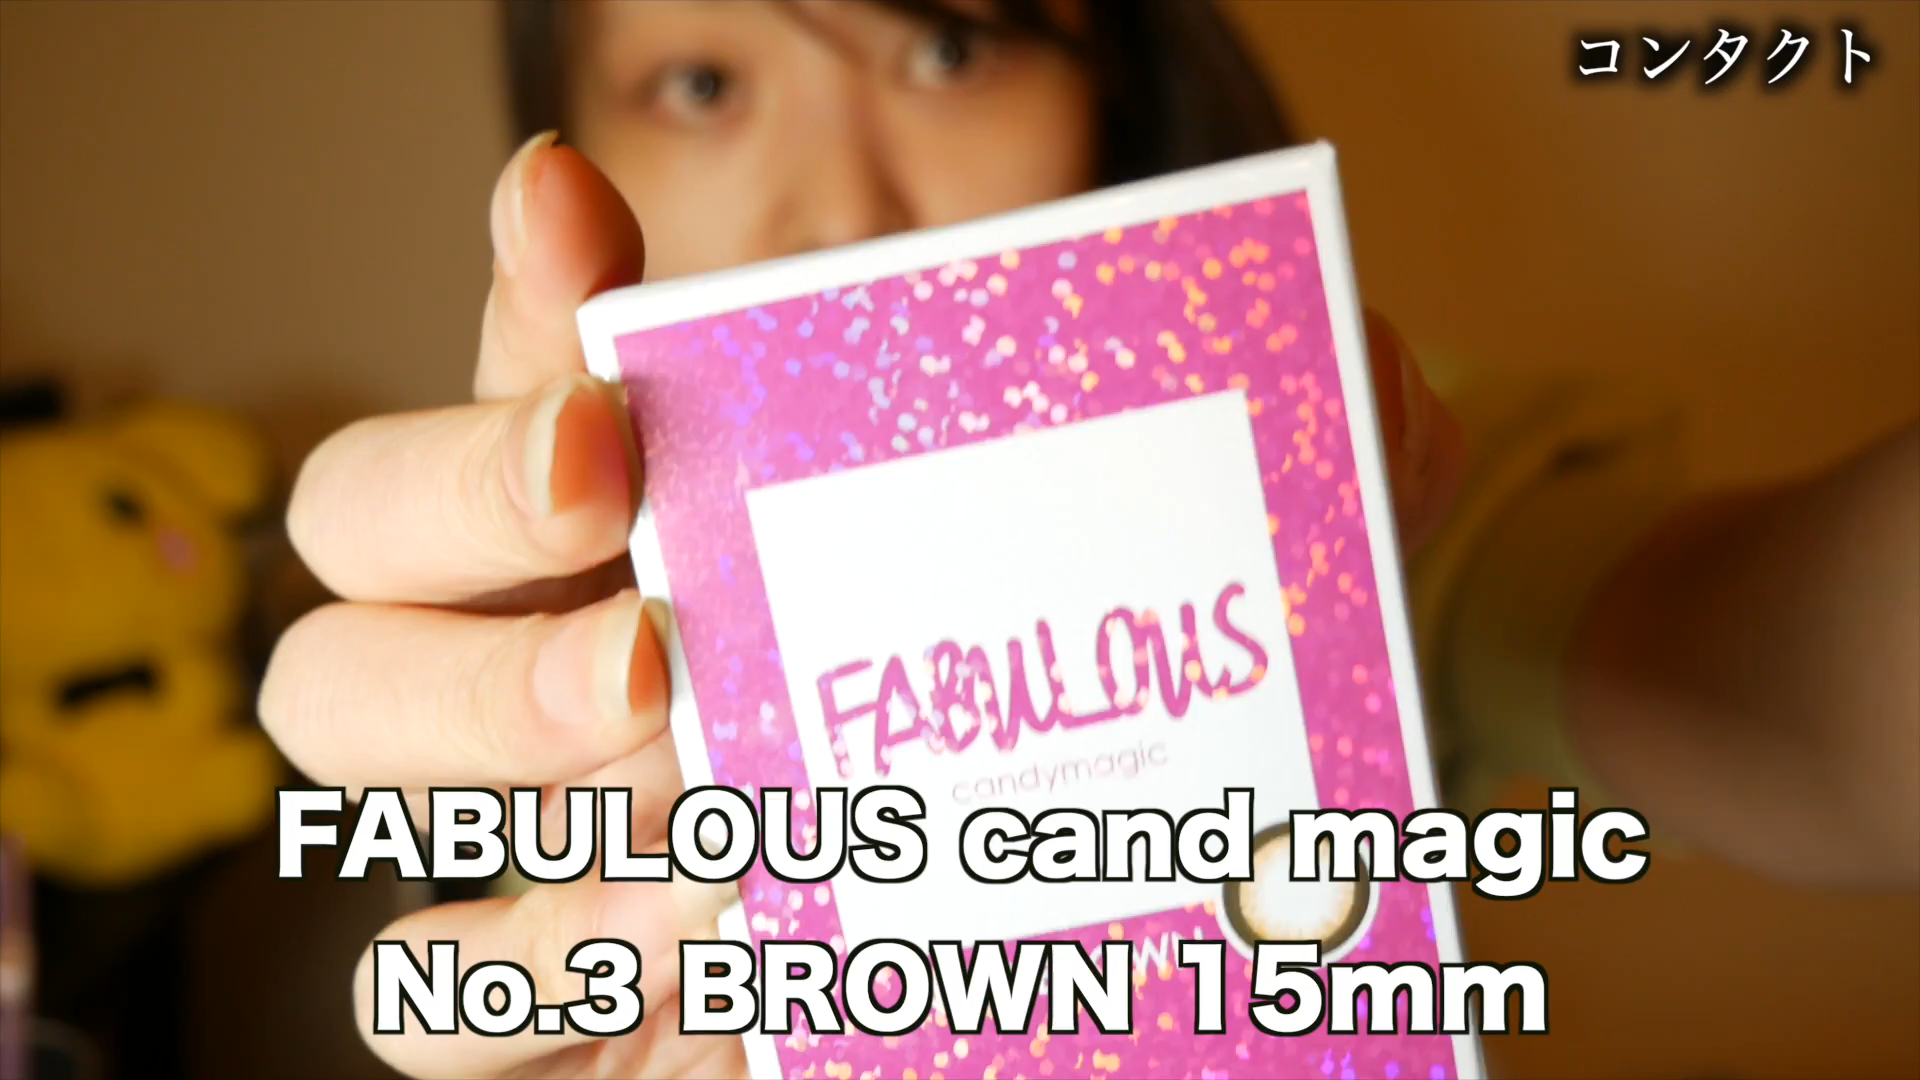 コンタクト
FABULOUS
candymagic
FABULOUS cand magic
No.3 BROWN 15mm